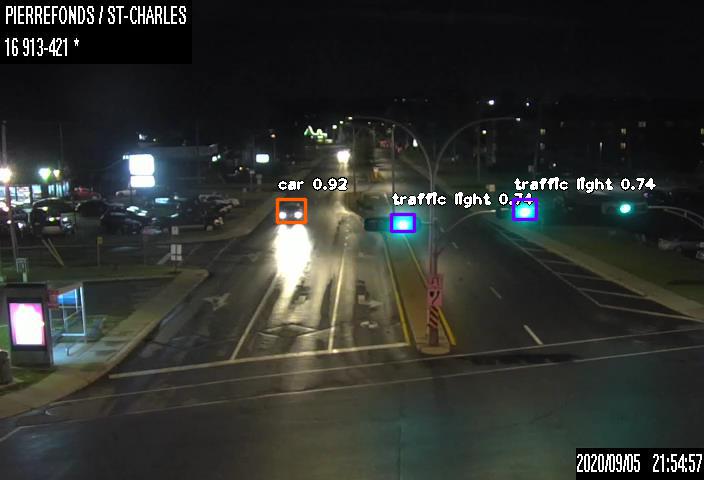 PIERREFONDS / ST-CHARLES
16 913-421 *
car 0.92
traffic light 0.74
traffic light 0.74
2020/09/05 21:54:57